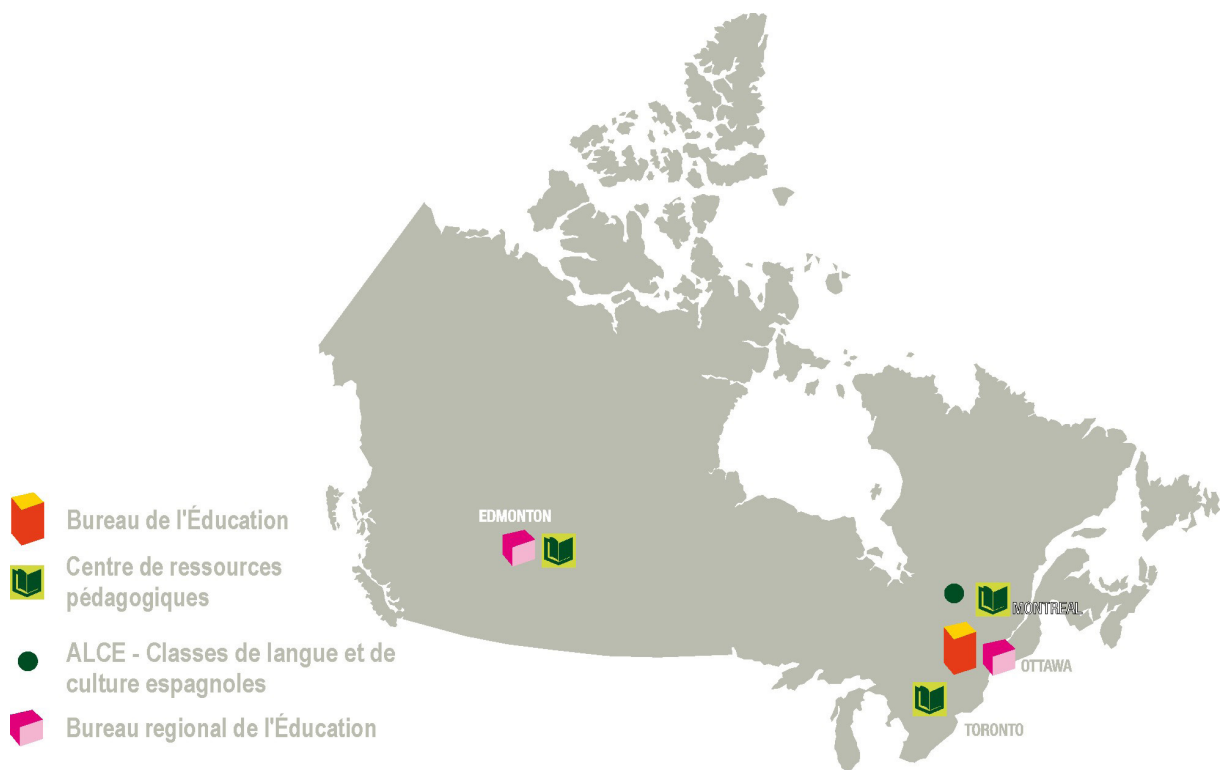 EDMONTON
Bureau de l'Éducation
Centre de ressources
pédagogiques
MONTREAL
ALCE - Classes de langue et de
culture espagnoles
OTTAWA
Bureau regional de l'Éducation
TORONTO